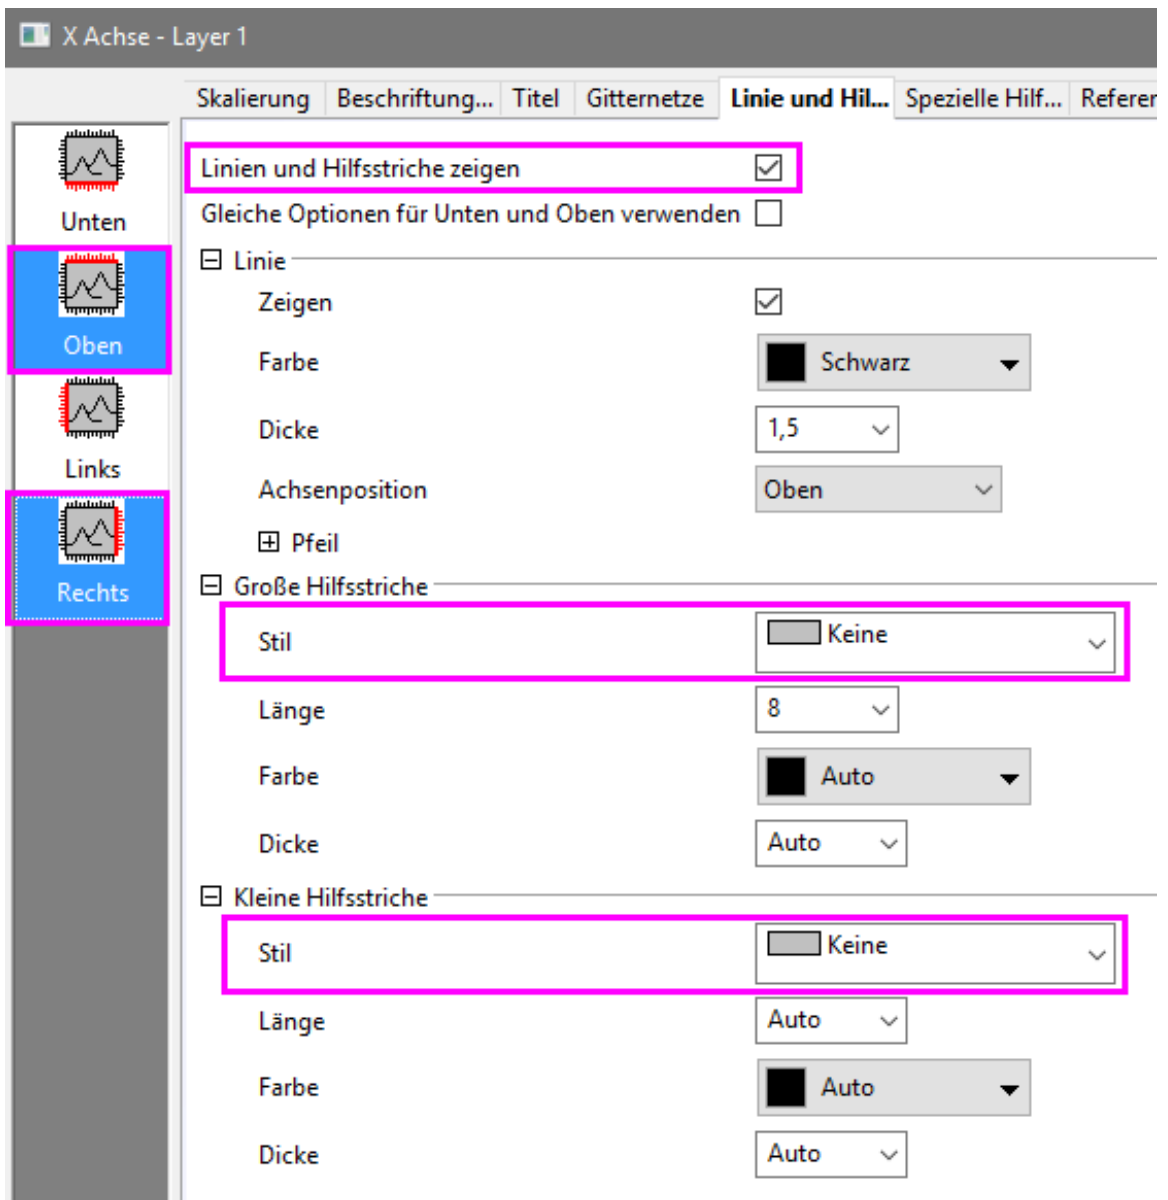 X Achse - Layer 1
Skalierung Beschriftung... Titel Gitternetze Linie und Hil... Spezielle Hilf... Referer
Unten
Oben
Links
Rechts
Linien und Hilfsstriche zeigen
Gleiche Optionen für Unten und Oben verwenden
Linie
Zeigen
Farbe Schwarz
Dicke 1,5
Achsenposition Oben
Pfeil
Große Hilfsstriche
Stil Keine
Länge 8
Farbe Auto
Dicke Auto
Kleine Hilfsstriche
Stil Keine
Länge Auto
Farbe Auto
Dicke Auto